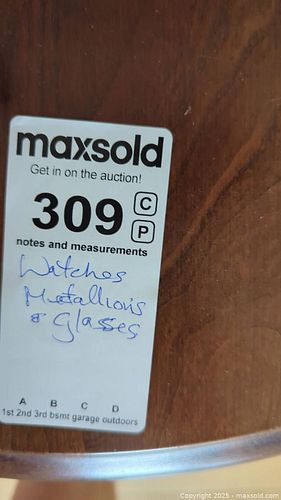 maxsold
Get in on the auction!
309
C
P
notes and measurements
Watches
Metallions
& glasses
A B C D
1st 2nd 3rd bsmt garage outdoors
Copyright 2025 - maxsold.com